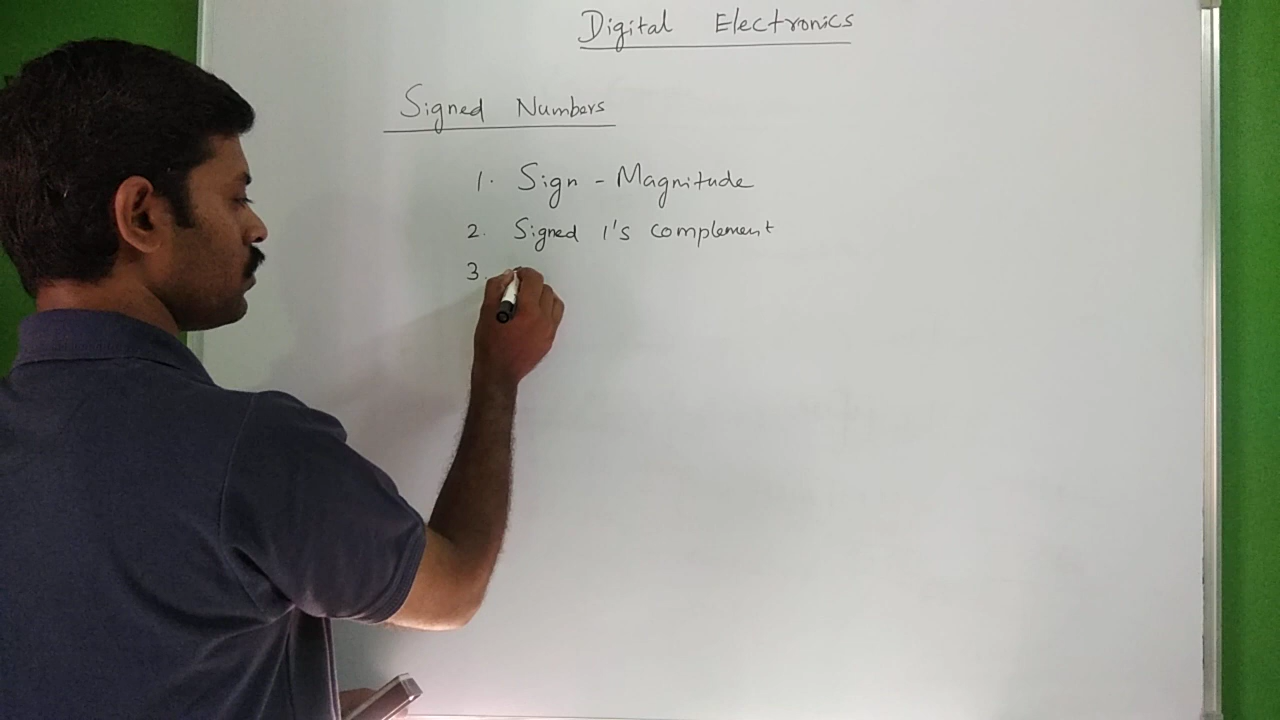 Digital Electronics
Signed Numbers
1. Sign - Magnitude
2. Signed 1's complement
3.